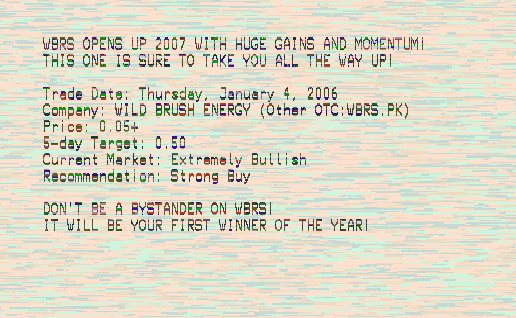 WBRS OPENS UP 2007 WITH HUGE GAINS AND MOMENTUM!
THIS ONE IS SURE TO TAKE YOU ALL THE WAY UP!
Trade Date: Thursday, January 4, 2006
Company: WILD BRUSH ENERGY (Other OTC:WBRS.PK)
Price: 0.054
5-day Target: 0.50
Current Market: Extremely Bullish
Recommendation: Strong Buy
DON'T BE A BYSTANDER ON WBRS!
IT WILL BE YOUR FIRST WINNER OF THE YEAR!